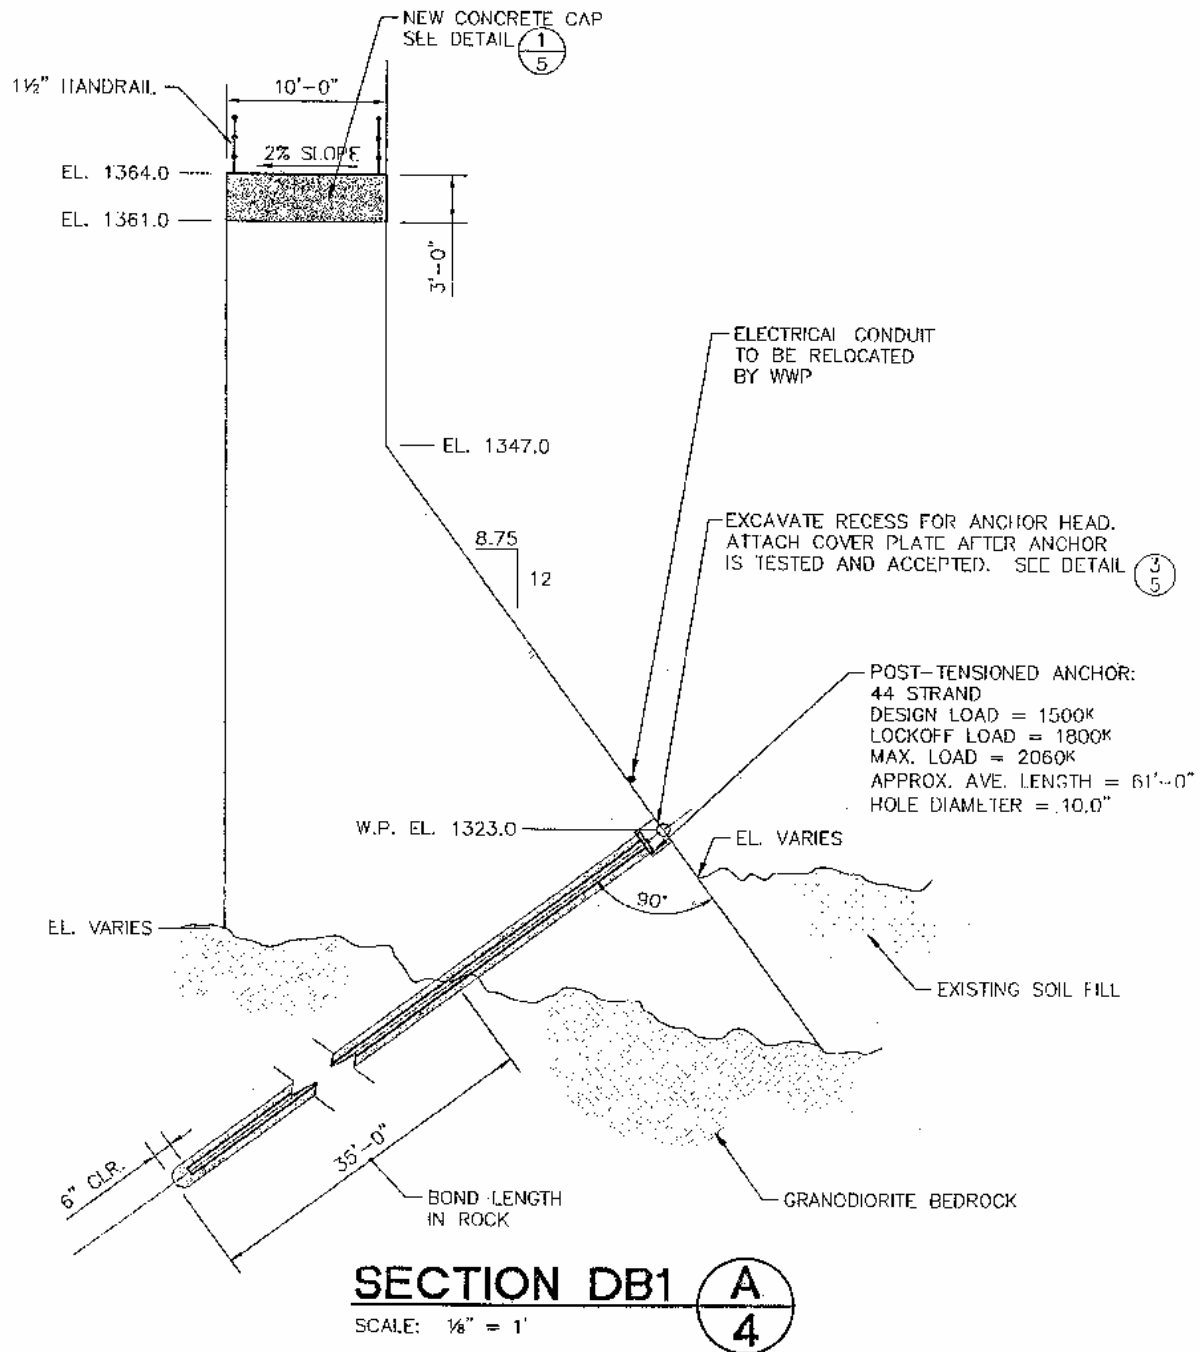 NEW CONCRETE CAP
SEE DETAIL 1
5
1½" HANDRAIL
10'-0"
2% SLOPE
EL. 1364.0
EL. 1361.0
3'-0"
ELECTRICAL CONDUIT
TO BE RELOCATED
BY WWP
EL. 1347.0
8.75
12
EXCAVATE RECESS FOR ANCHOR HEAD.
ATTACH COVER PLATE AFTER ANCHOR
IS TESTED AND ACCEPTED. SEE DETAIL 3
5
POST-TENSIONED ANCHOR:
44 STRAND
DESIGN LOAD = 1500K
LOCKOFF LOAD = 1800K
MAX. LOAD = 2060K
APPROX. AVE. LENGTH = 61'-0"
HOLE DIAMETER = 10.0"
W.P. EL. 1323.0
EL. VARIES
90°
EL. VARIES
EXISTING SOIL FILL
35'-0"
6" CLR.
BOND LENGTH
IN ROCK
GRANODIORITE BEDROCK
SECTION DB1 A
4
SCALE: ⅛" = 1'